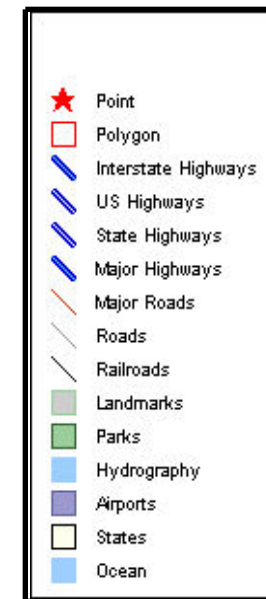 Point
Polygon
Interstate Highways
US Highways
State Highways
Major Highways
Major Roads
Roads
Railroads
Landmarks
Parks
Hydrography
Airports
States
Ocean